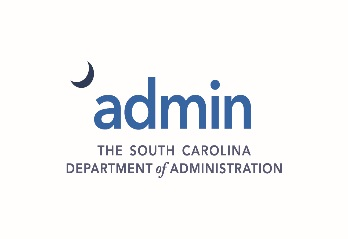 admin
THE SOUTH CAROLINA
DEPARTMENT of ADMINISTRATION